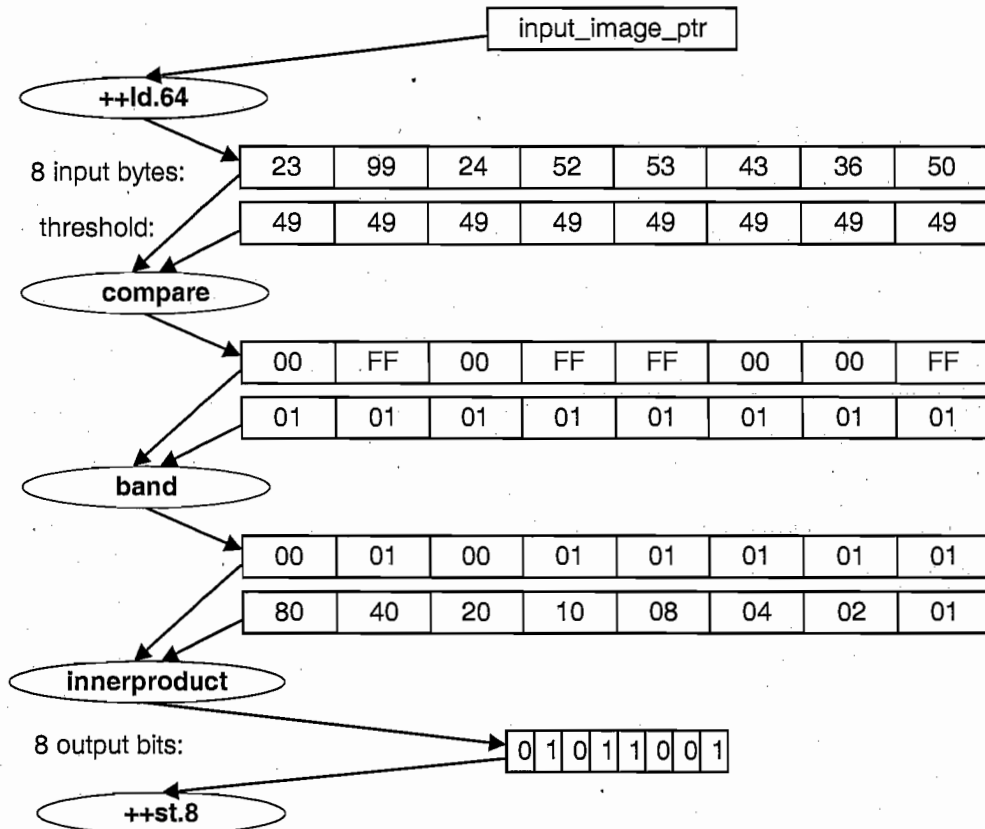 input_image_ptr
++ld.64
8 input bytes: 23 99 24 52 53 43 36 50
threshold: 49 49 49 49 49 49 49 49
compare
00 FF 00 FF FF 00 00 FF
01 01 01 01 01 01 01 01
band
00 01 00 01 01 01 01 01
80 40 20 10 08 04 02 01
innerproduct
8 output bits: 0 1 0 1 1 0 0 1
++st.8